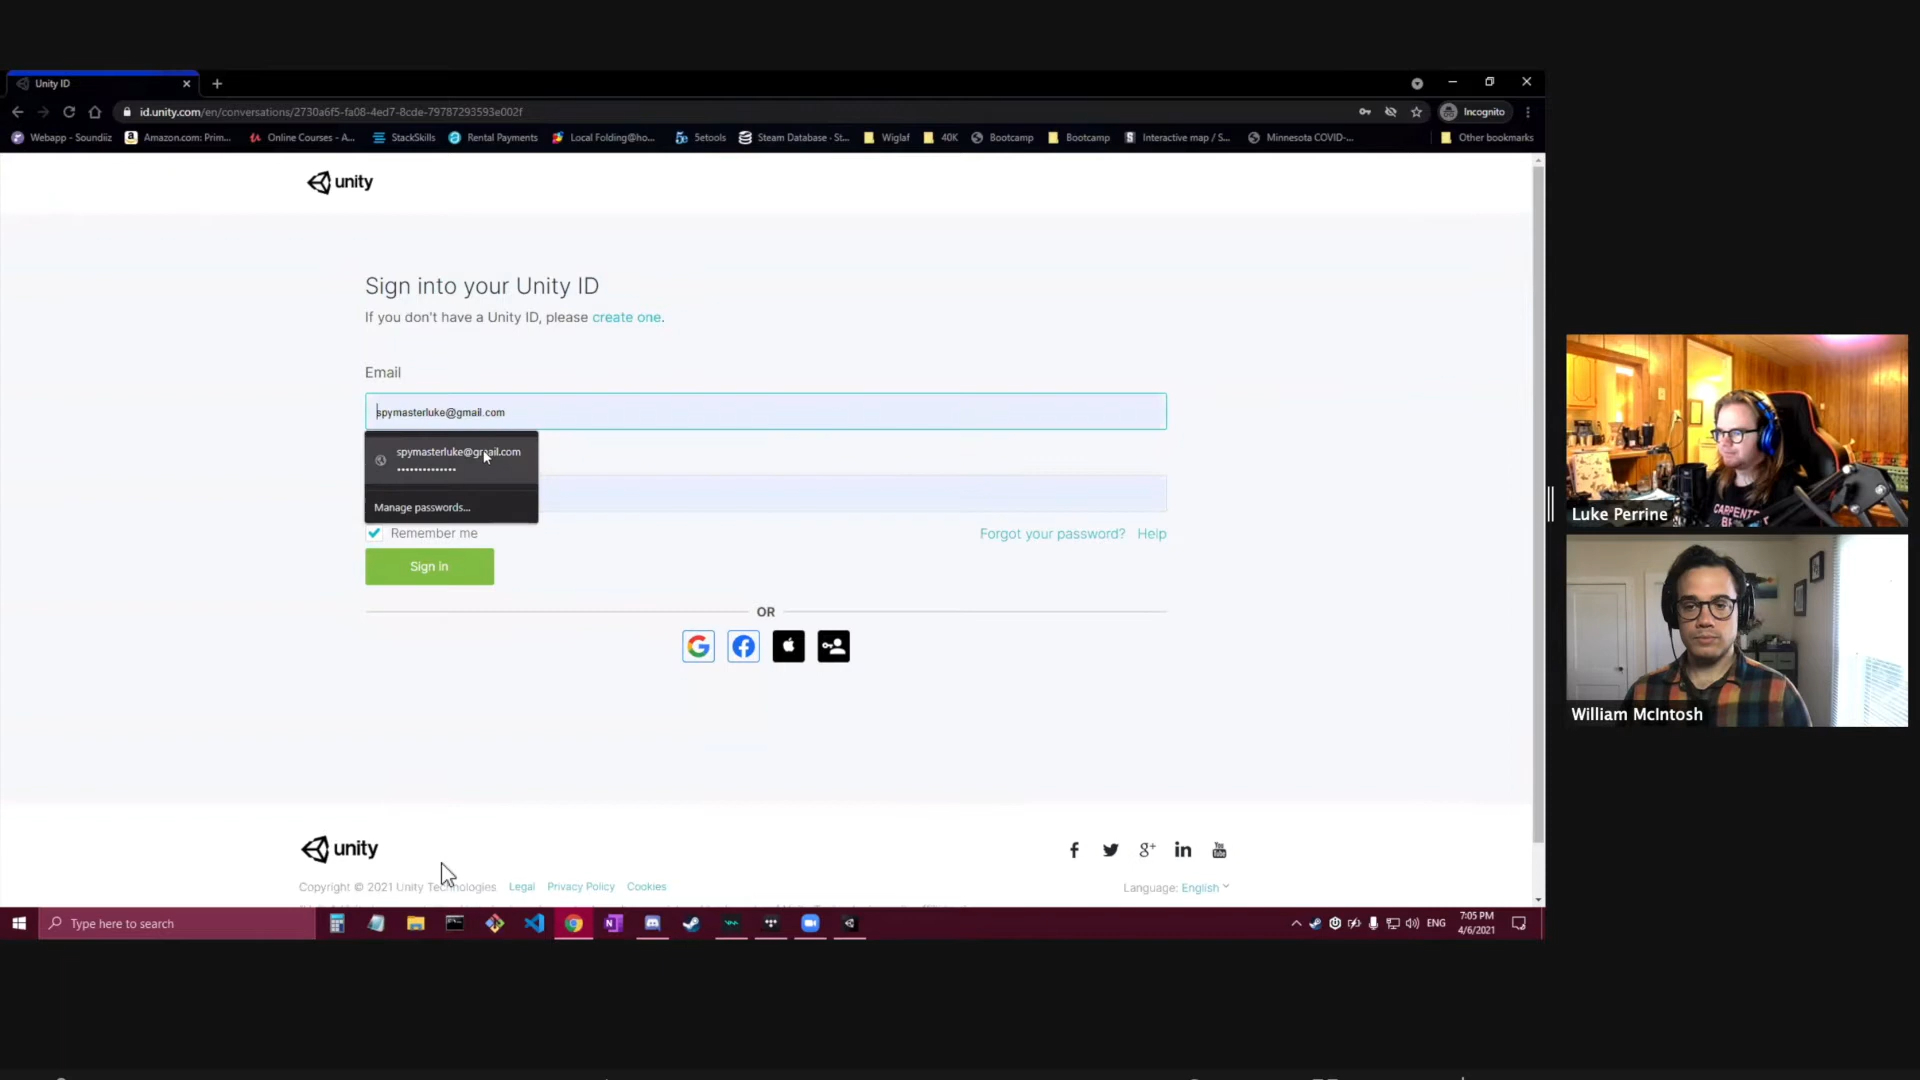 Unity ID
id.unity.com/en/conversations/2730a6f5-fa08-4ed7-8cde-79787293593e002f
Incognito
Webapp - Soundiiz
Amazon.com: Prim...
Online Courses - A...
StackSkills
Rental Payments
Local Folding@ho...
5etools
Steam Database - St...
Wiglaf
40K
Bootcamp
Bootcamp
Interactive map / S...
Minnesota COVID-...
Other bookmarks
unity
Sign into your Unity ID
If you don't have a Unity ID, please create one.
Email
spymasterluke@gmail.com
spymasterluke@gmail.com
Manage passwords...
Remember me
Forgot your password? Help
Sign in
OR
Luke Perrine
CARPENTER
William McIntosh
unity
Copyright © 2021 Unity Technologies Legal Privacy Policy Cookies
Language: English
Type here to search
ENG
7:05 PM
4/6/2021